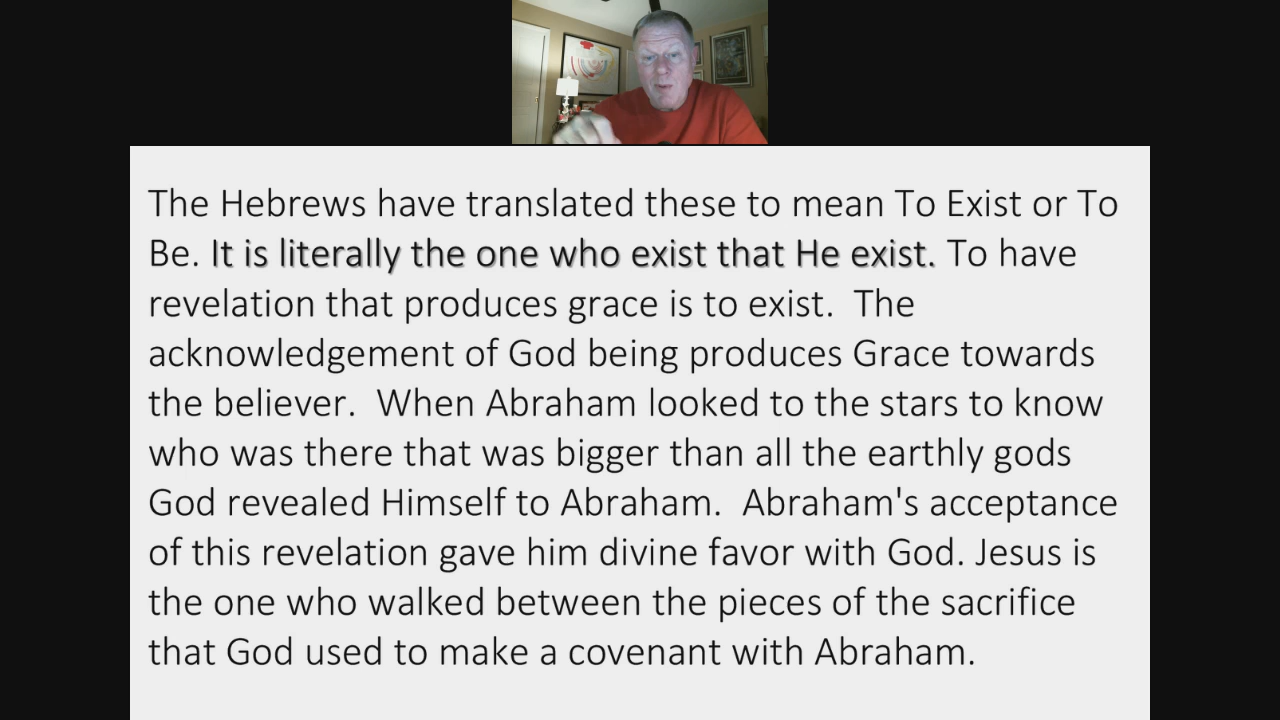 The Hebrews have translated these to mean To Exist or To
Be. It is literally the one who exist that He exist. To have
revelation that produces grace is to exist.  The
acknowledgement of God being produces Grace towards
the believer.  When Abraham looked to the stars to know
who was there that was bigger than all the earthly gods
God revealed Himself to Abraham.  Abraham's acceptance
of this revelation gave him divine favor with God. Jesus is
the one who walked between the pieces of the sacrifice
that God used to make a covenant with Abraham.